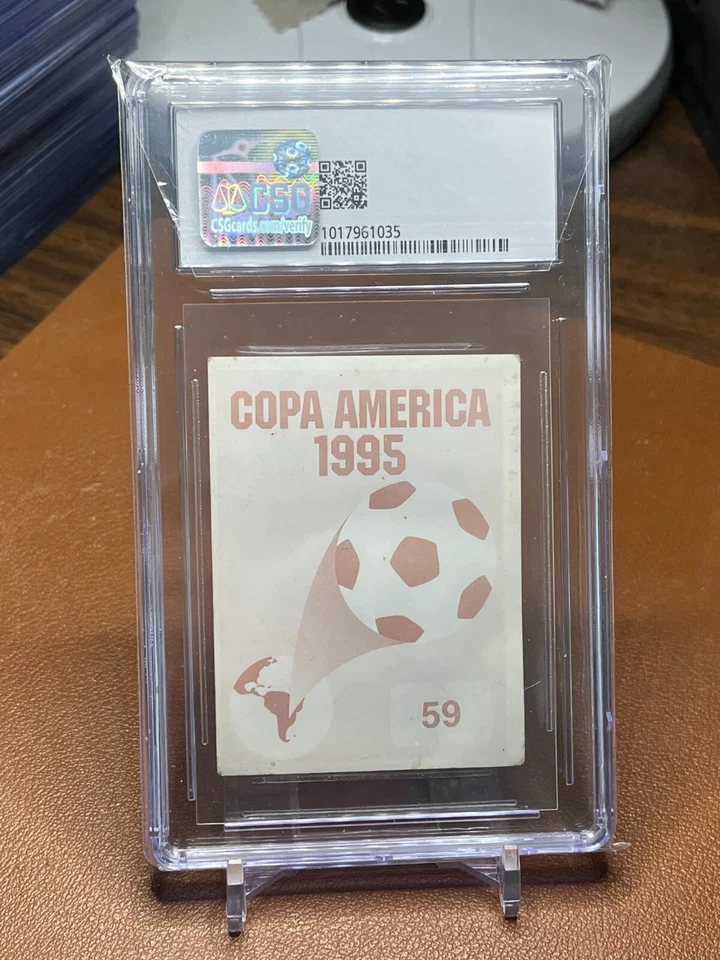 CSG
CSGcards.com/verify
1017961035
COPA AMERICA
1995
59